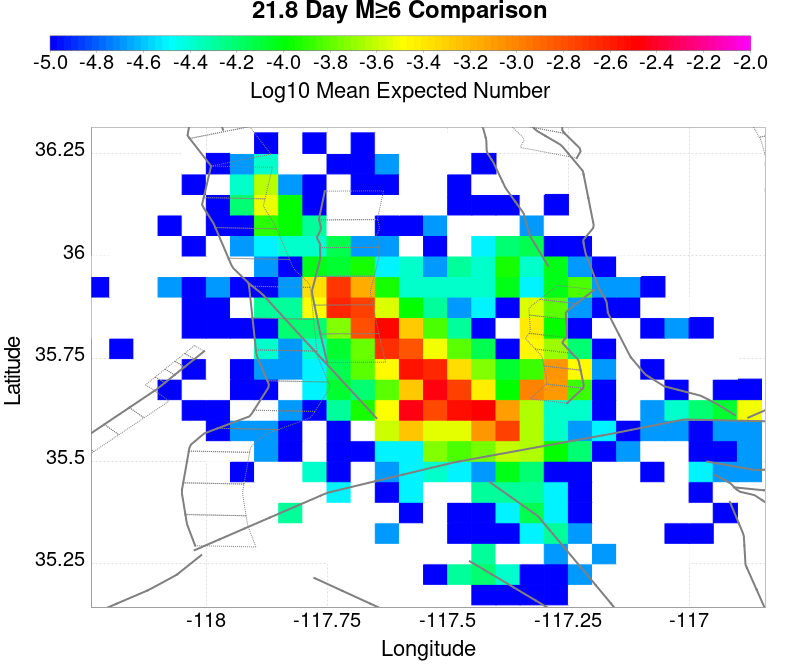 21.8 Day M≥6 Comparison
-5.0 -4.8 -4.6 -4.4 -4.2 -4.0 -3.8 -3.6 -3.4 -3.2 -3.0 -2.8 -2.6 -2.4 -2.2 -2.0
Log10 Mean Expected Number
36.25
36
35.75
35.5
35.25
Latitude
-118 -117.75 -117.5 -117.25 -117
Longitude